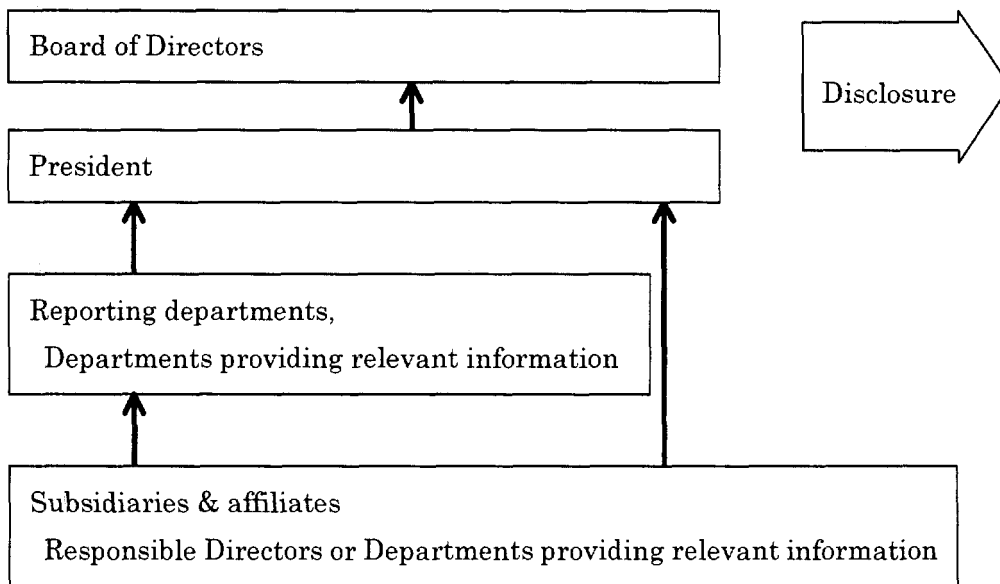 Board of Directors
Disclosure
President
Reporting departments,
Departments providing relevant information
Subsidiaries & affiliates
Responsible Directors or Departments providing relevant information